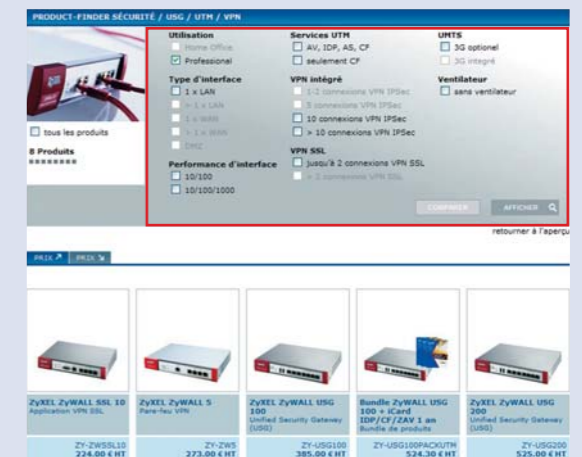 PRODUCT-FINDER SÉCURITÉ / USG / UTM / VPN
Utilisation
Home Office
Professional
Type d'interface
1 x LAN
> 1 x LAN
1 x WAN
> 1 x WAN
DMZ
Performance d'interface
10/100
10/100/1000
Services UTM
AV, IDP, AS, CF
seulement CF
VPN intégré
1-2 connexions VPN IPSec
5 connexions VPN IPSec
10 connexions VPN IPSec
> 10 connexions VPN IPSec
VPN SSL
jusqu'à 2 connexions VPN SSL
> 2 connexions VPN SSL
UMTS
3G optionel
3G integré
Ventilateur
sans ventilateur
tous les produits
8 Produits
COMPARER
AFFICHER
retourner à l'aperçu
PRIX
PRIX
ZyXEL ZyWALL SSL 10
Application VPN SSL
ZY-ZWSSL10
224.00 € HT
ZyXEL ZyWALL 5
Pare-feu VPN
ZY-ZW5
273.00 € HT
ZyXEL ZyWALL USG
100
Unified Security Gateway
(USG)
ZY-USG100
385.00 € HT
Bundle ZyWALL USG
100 + iCard
IDP/CF/ZAV 1 an
Bundle de produits
ZY-USG100PACKUTM
524.30 € HT
ZyXEL ZyWALL USG
200
Unified Security Gateway
(USG)
ZY-USG200
525.00 € HT